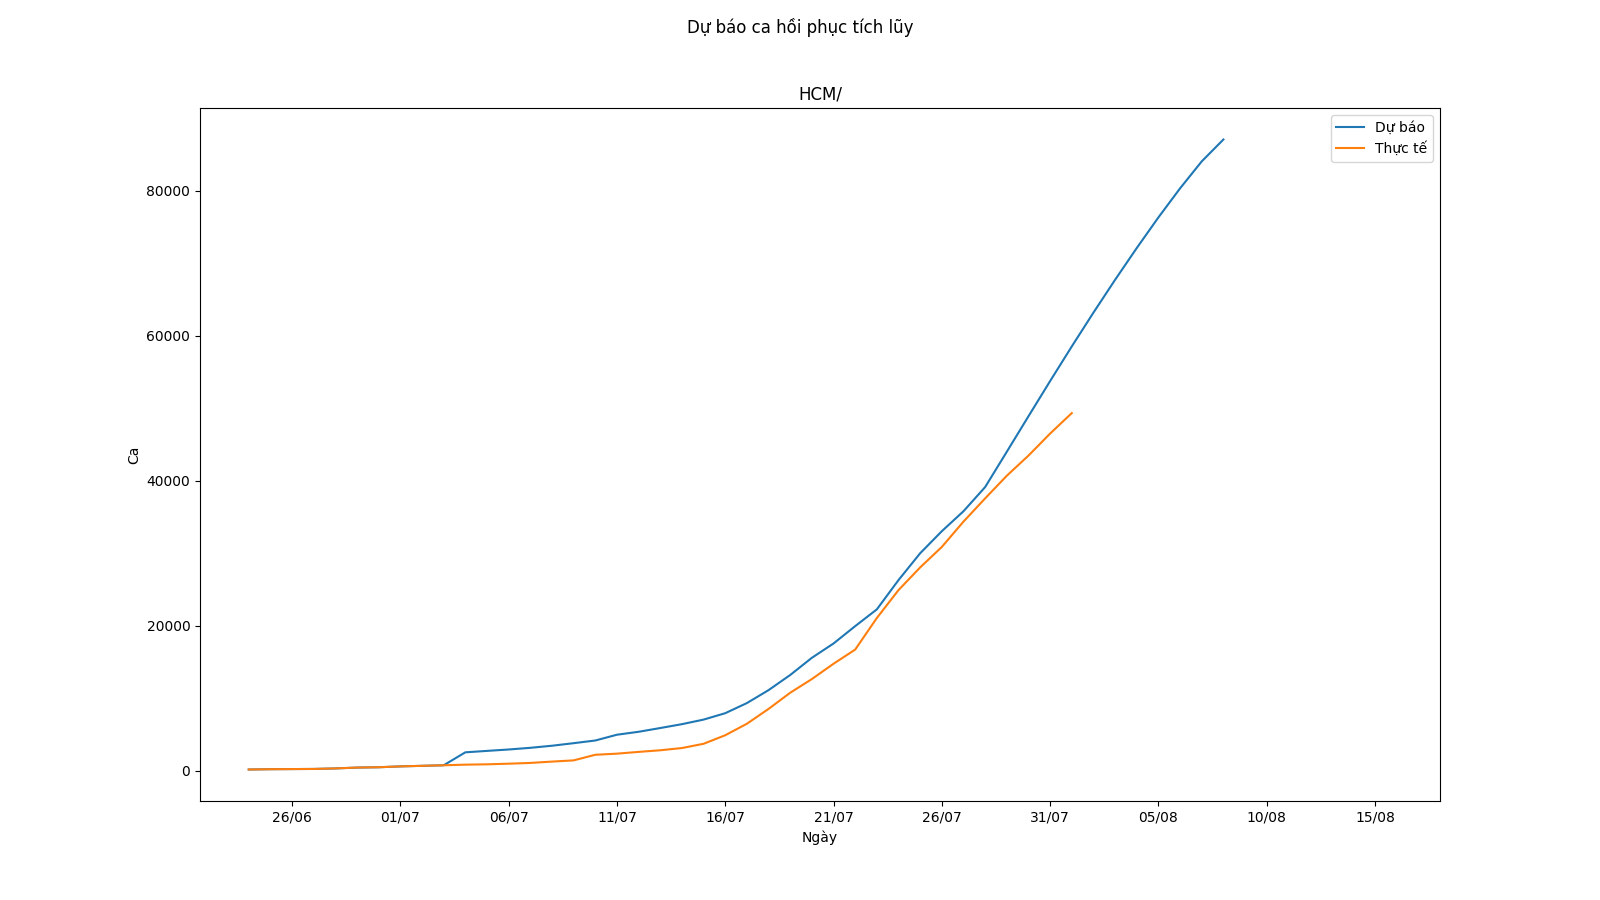 Dự báo ca hồi phục tích lũy
HCM/
Dự báo
Thực tế
80000
60000
40000
20000
0
Ca
26/06
01/07
06/07
11/07
16/07
21/07
26/07
31/07
05/08
10/08
15/08
Ngày